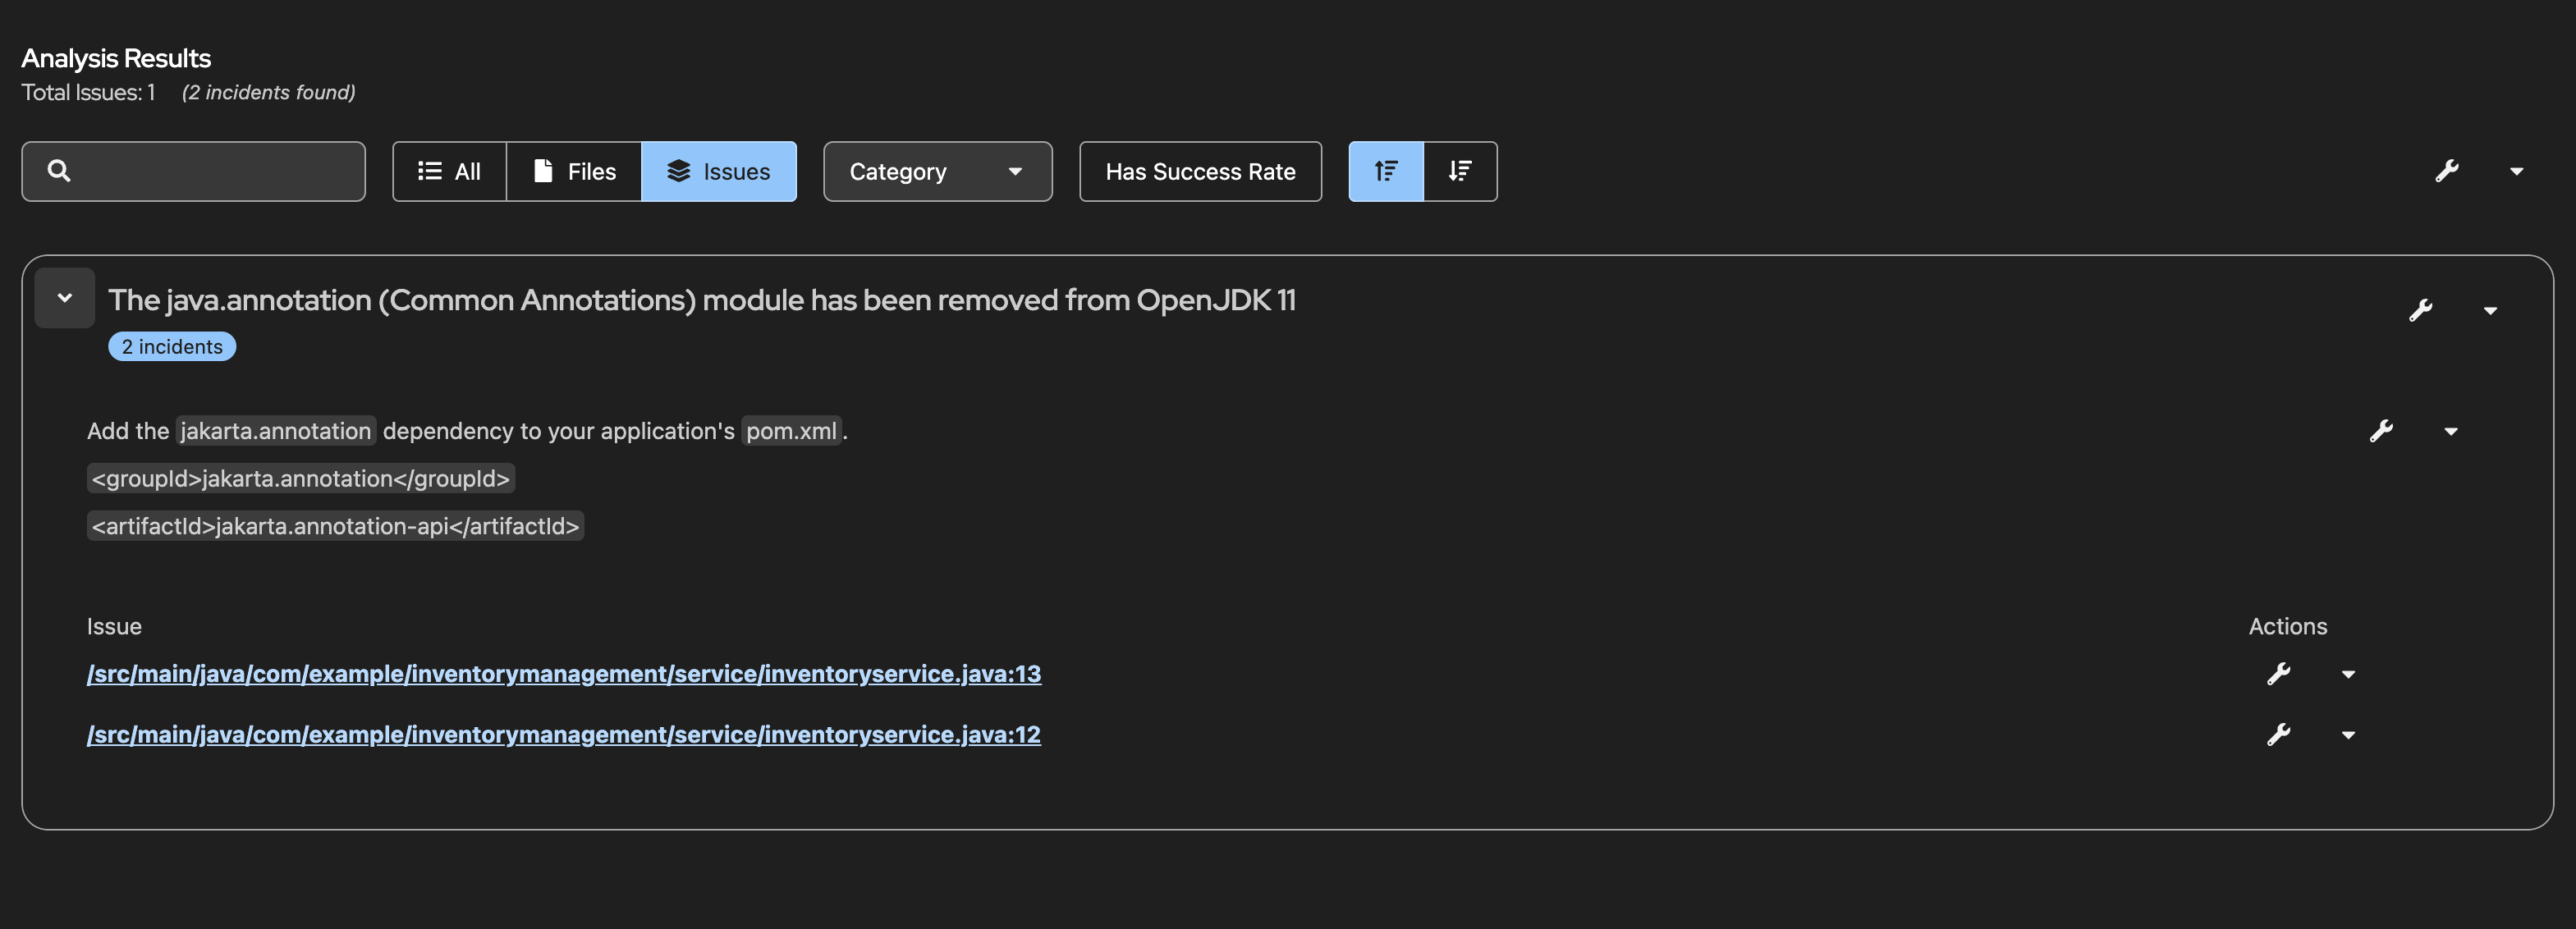 Analysis Results
Total Issues: 1 (2 incidents found)
All Files Issues Category Has Success Rate
The java.annotation (Common Annotations) module has been removed from OpenJDK 11
2 incidents
Add the jakarta.annotation dependency to your application's pom.xml.
<groupId>jakarta.annotation</groupId>
<artifactId>jakarta.annotation-api</artifactId>
Issue Actions
/src/main/java/com/example/inventorymanagement/service/inventoryservice.java:13
/src/main/java/com/example/inventorymanagement/service/inventoryservice.java:12